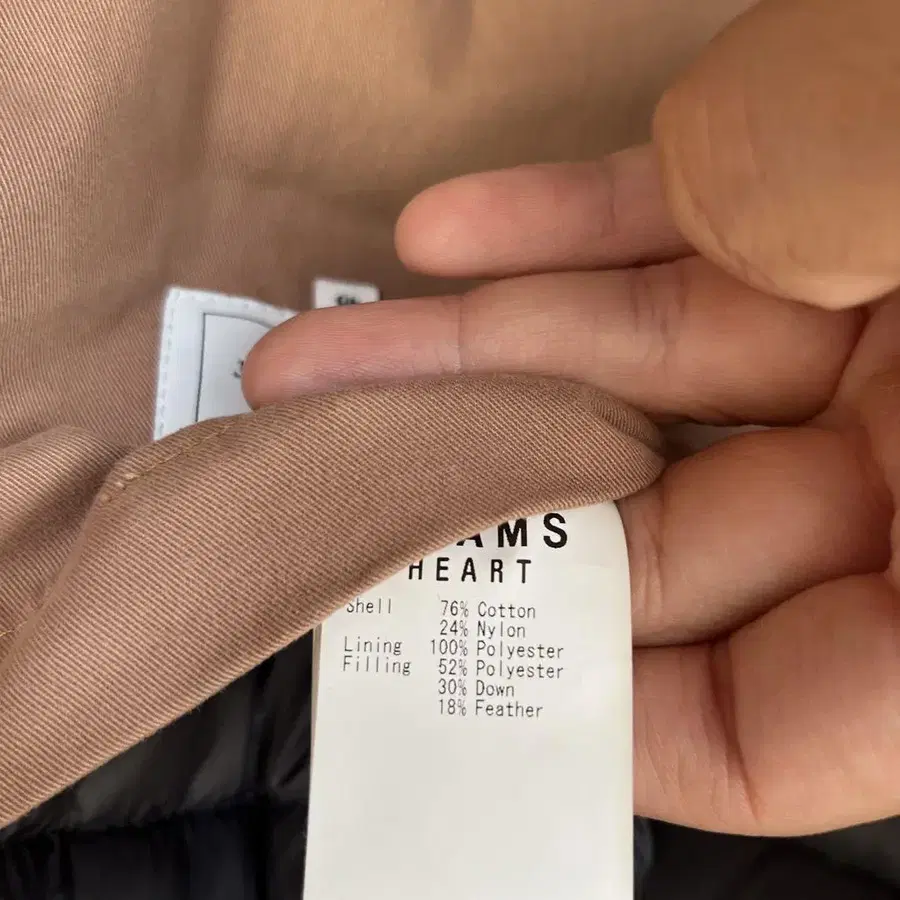 AMS
HEART
Shell 76% Cotton
24% Nylon
Lining 100% Polyester
Filling 52% Polyester
30% Down
18% Feather